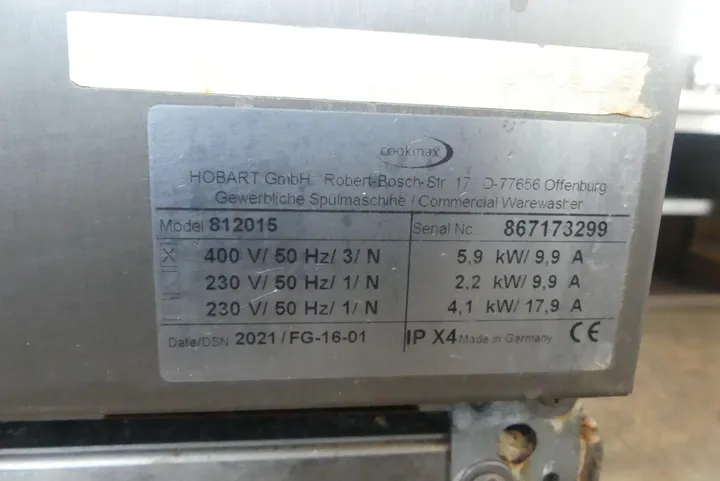 cookmax
HOBART GmbH Robert-Bosch-Str 17 D-77656 Offenburg
Gewerbliche Spülmaschine / Commercial Warewasher
Model 812015 Serial No. 867173299
X 400 V/ 50 Hz/ 3/ N 5,9 kW/ 9,9 A
230 V/ 50 Hz/ 1/ N 2,2 kW/ 9,9 A
230 V/ 50 Hz/ 1/ N 4,1 kW/ 17,9 A
Date/DSN 2021 / FG-16-01 IP X4 Made in Germany CE